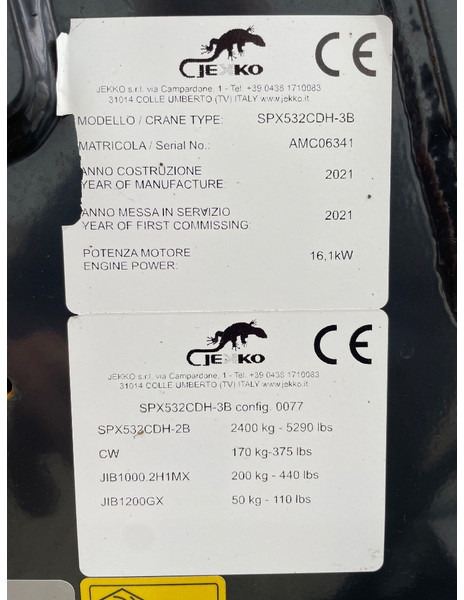 JEKKO
CE
JEKKO s.r.l. via Campardone, 1 - Tel. +39 0438 1710083
31014 COLLE UMBERTO (TV) ITALY www.jekko.it
MODELLO / CRANE TYPE: SPX532CDH-3B
MATRICOLA / Serial No.: AMC06341
ANNO COSTRUZIONE
YEAR OF MANUFACTURE: 2021
ANNO MESSA IN SERVIZIO
YEAR OF FIRST COMMISSING: 2021
POTENZA MOTORE
ENGINE POWER: 16,1kW
JEKKO
CE
JEKKO s.r.l. via Campardone, 1 - Tel. +39 0438 1710083
31014 COLLE UMBERTO (TV) ITALY www.jekko.it
SPX532CDH-3B config. 0077
SPX532CDH-2B 2400 kg - 5290 lbs
CW 170 kg-375 lbs
JIB1000.2H1MX 200 kg - 440 lbs
JIB1200GX 50 kg - 110 lbs